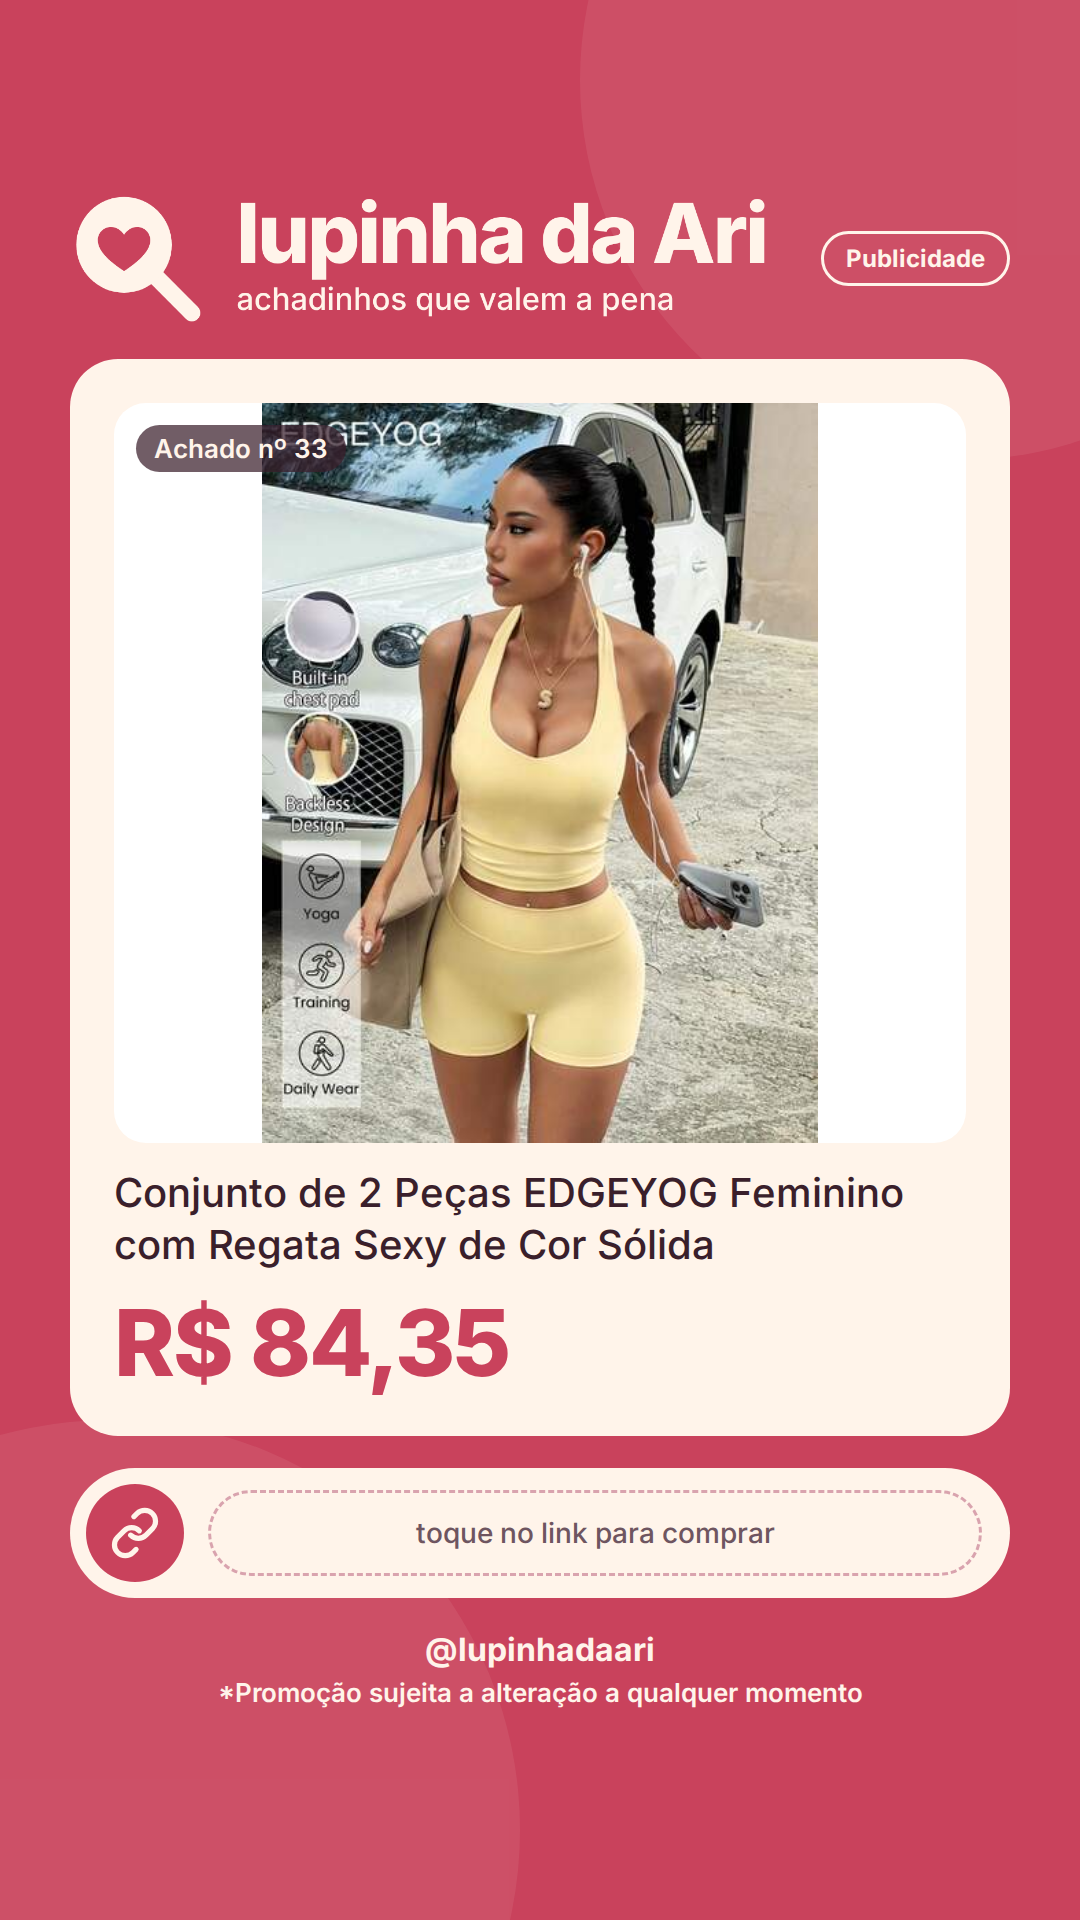 lupinha da Ari
achadinhos que valem a pena
Publicidade
Achado nº 33
EDGEYOG
Built-in
chest pad
Backless
Design
Yoga
Training
Daily Wear
Conjunto de 2 Peças EDGEYOG Feminino
com Regata Sexy de Cor Sólida
R$ 84,35
toque no link para comprar
@lupinhadaari
*Promoção sujeita a alteração a qualquer momento